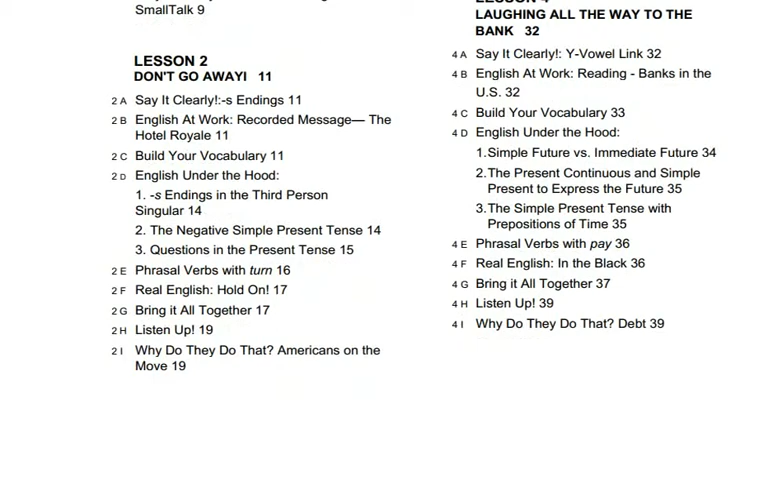 SmallTalk 9
LESSON 2
DON'T GO AWAYI 11
2 A Say It Clearly!:-s Endings 11
2 B English At Work: Recorded Message— The
Hotel Royale 11
2 C Build Your Vocabulary 11
2 D English Under the Hood:
1. -s Endings in the Third Person
Singular 14
2. The Negative Simple Present Tense 14
3. Questions in the Present Tense 15
2 E Phrasal Verbs with turn 16
2 F Real English: Hold On! 17
2 G Bring it All Together 17
2 H Listen Up! 19
2 I Why Do They Do That? Americans on the
Move 19
LESSON 4
LAUGHING ALL THE WAY TO THE
BANK 32
4 A Say It Clearly!: Y-Vowel Link 32
4 B English At Work: Reading - Banks in the
U.S. 32
4 C Build Your Vocabulary 33
4 D English Under the Hood:
1.Simple Future vs. Immediate Future 34
2.The Present Continuous and Simple
Present to Express the Future 35
3.The Simple Present Tense with
Prepositions of Time 35
4 E Phrasal Verbs with pay 36
4 F Real English: In the Black 36
4 G Bring it All Together 37
4 H Listen Up! 39
4 I Why Do They Do That? Debt 39